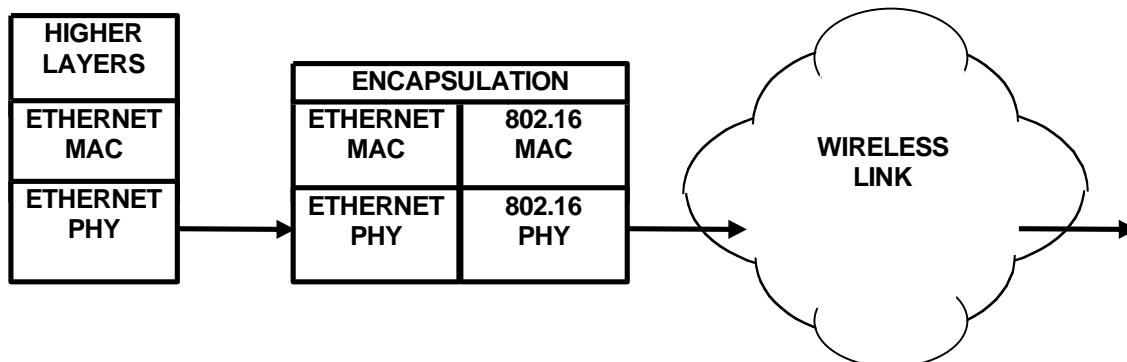 HIGHER
LAYERS
ETHERNET
MAC
ETHERNET
PHY
ENCAPSULATION
ETHERNET
MAC
802.16
MAC
ETHERNET
PHY
802.16
PHY
WIRELESS
LINK